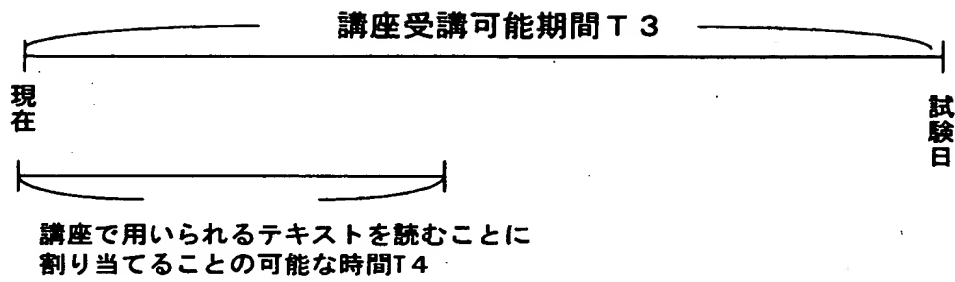 講座受講可能期間T3
現在
試験日
講座で用いられるテキストを読むことに
割り当てることの可能な時間T4